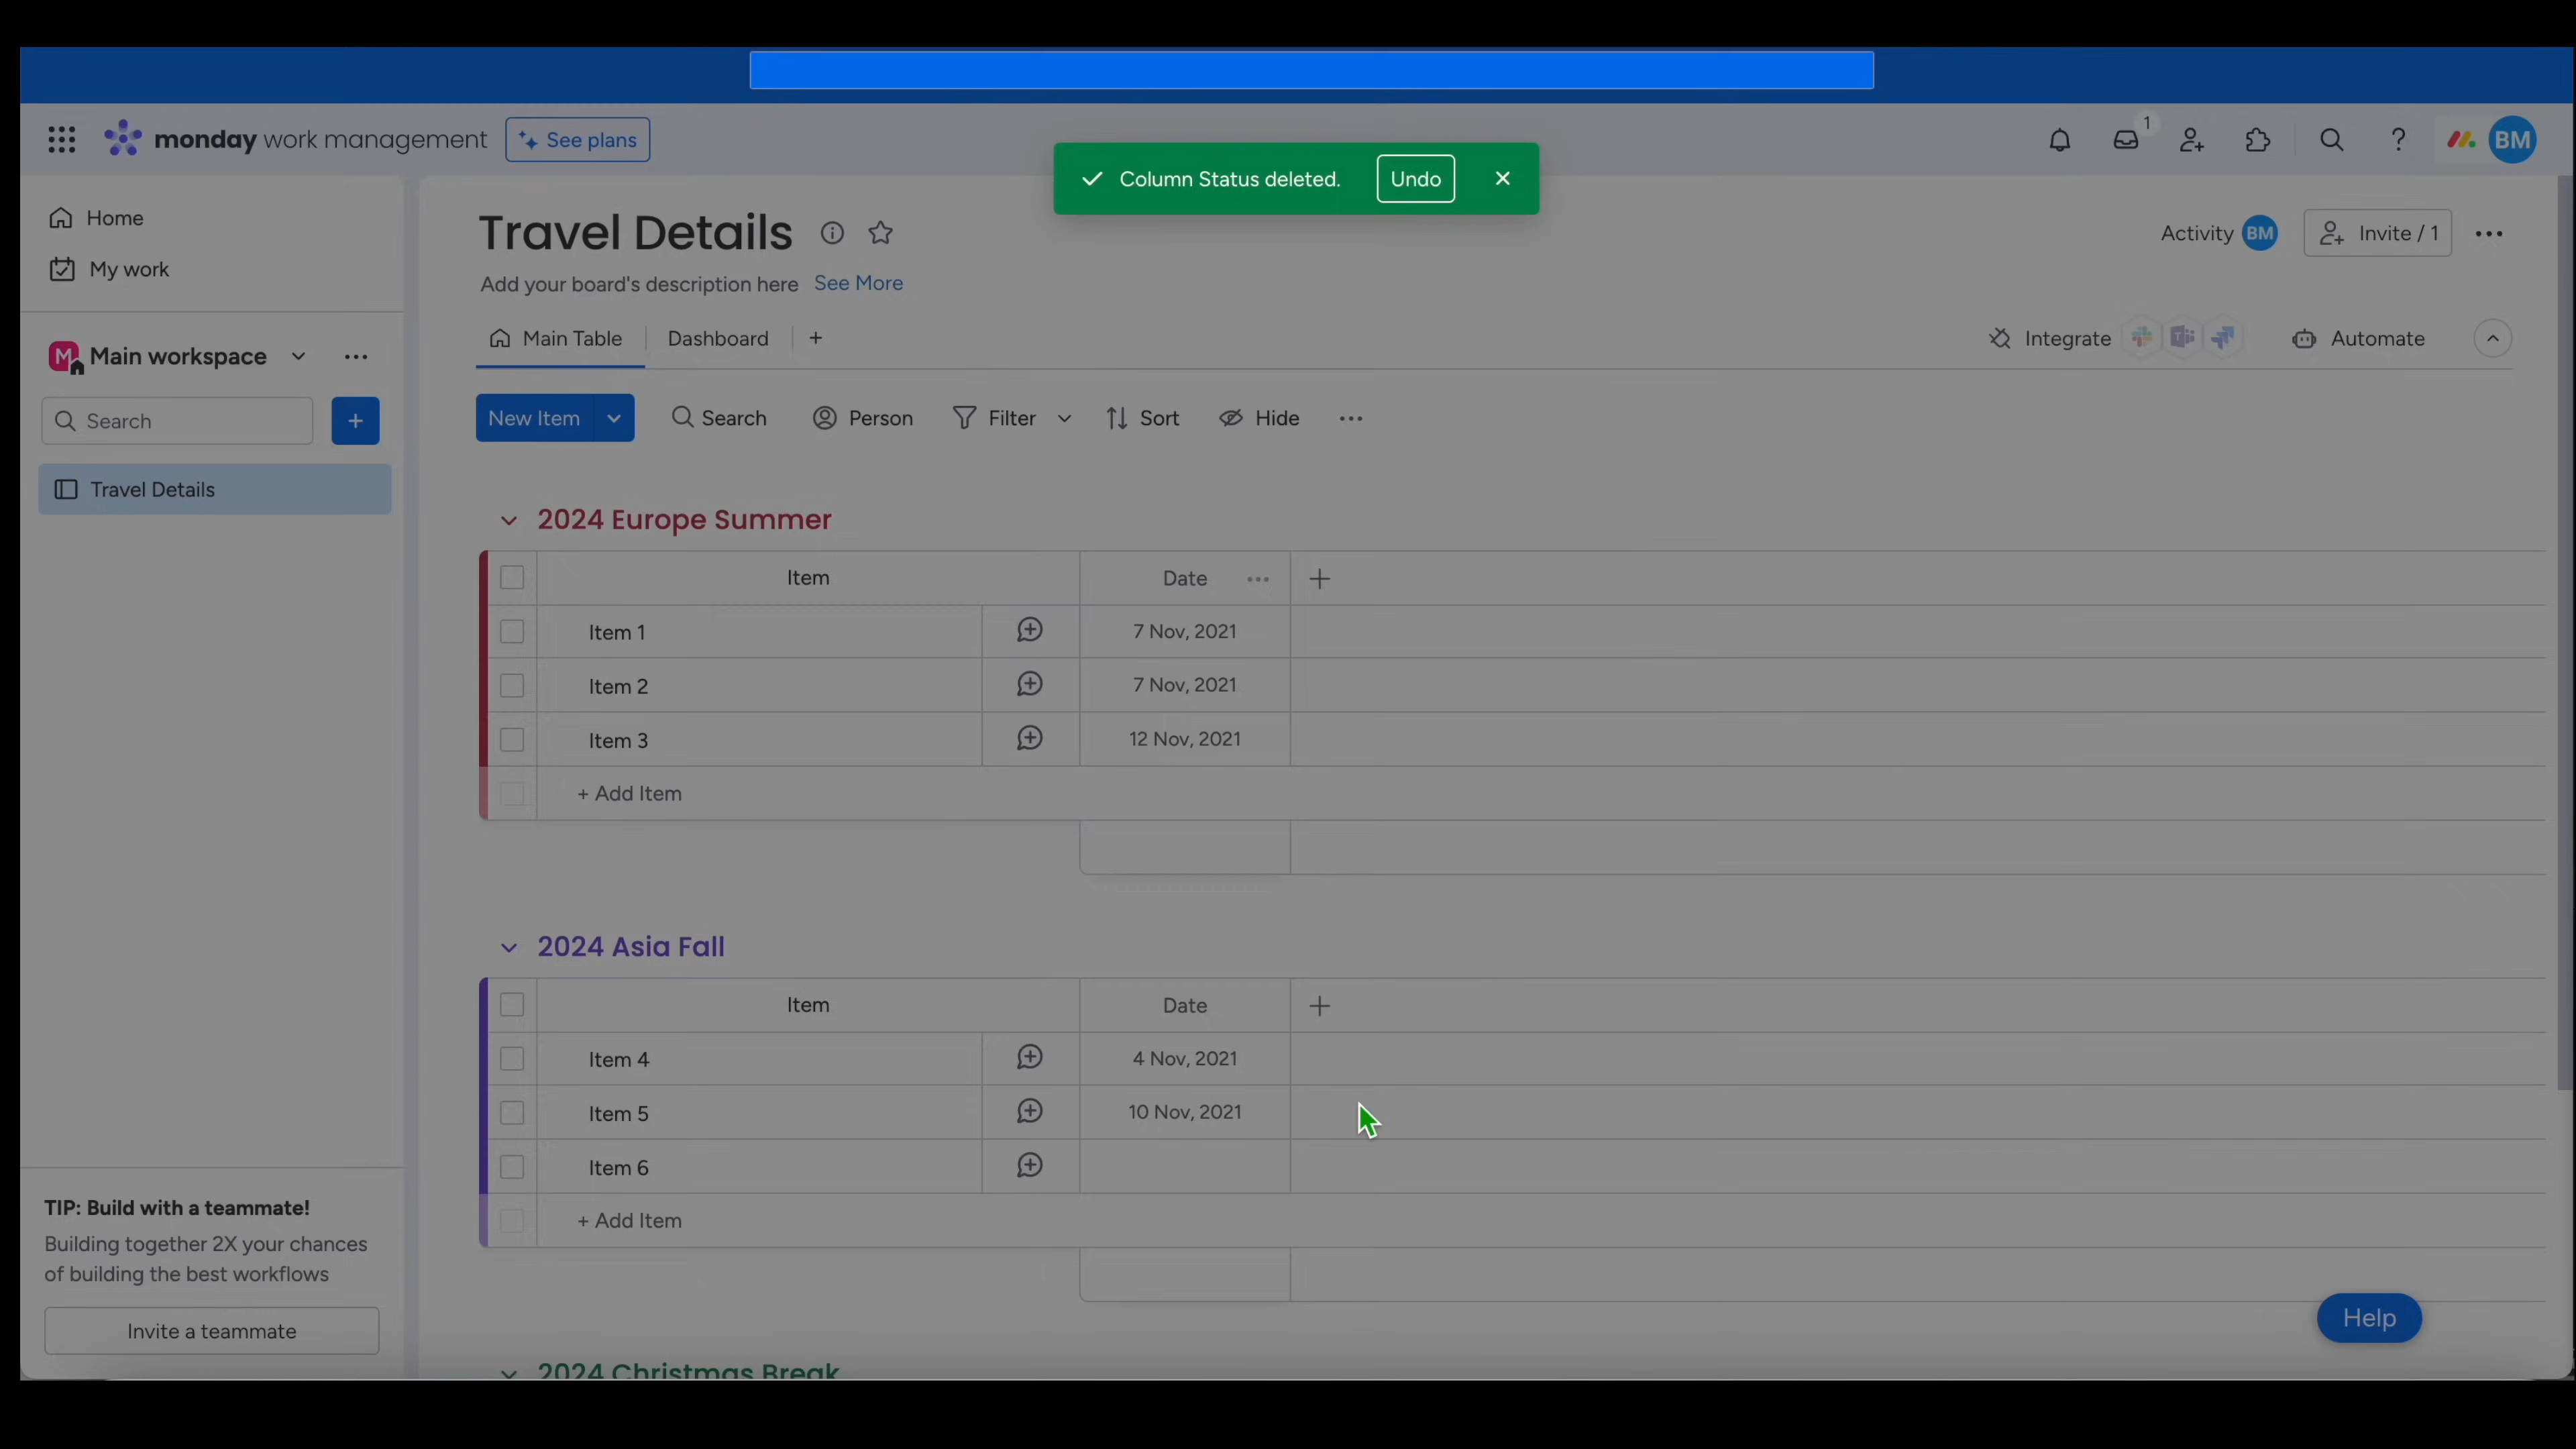 monday work management
See plans
1
BM
Column Status deleted.
Undo
Home
My work
Main workspace
M
Search
Travel Details
Travel Details
Activity BM
Invite / 1
Add your board's description here See More
Main Table
Dashboard
+
Integrate
Automate
New Item
Search
Person
Filter
Sort
Hide
2024 Europe Summer
Item
Date
Item 1
7 Nov, 2021
Item 2
7 Nov, 2021
Item 3
12 Nov, 2021
+ Add Item
2024 Asia Fall
Item
Date
Item 4
4 Nov, 2021
Item 5
10 Nov, 2021
Item 6
+ Add Item
2024 Christmas Break
TIP: Build with a teammate!
Building together 2X your chances
of building the best workflows
Invite a teammate
Help